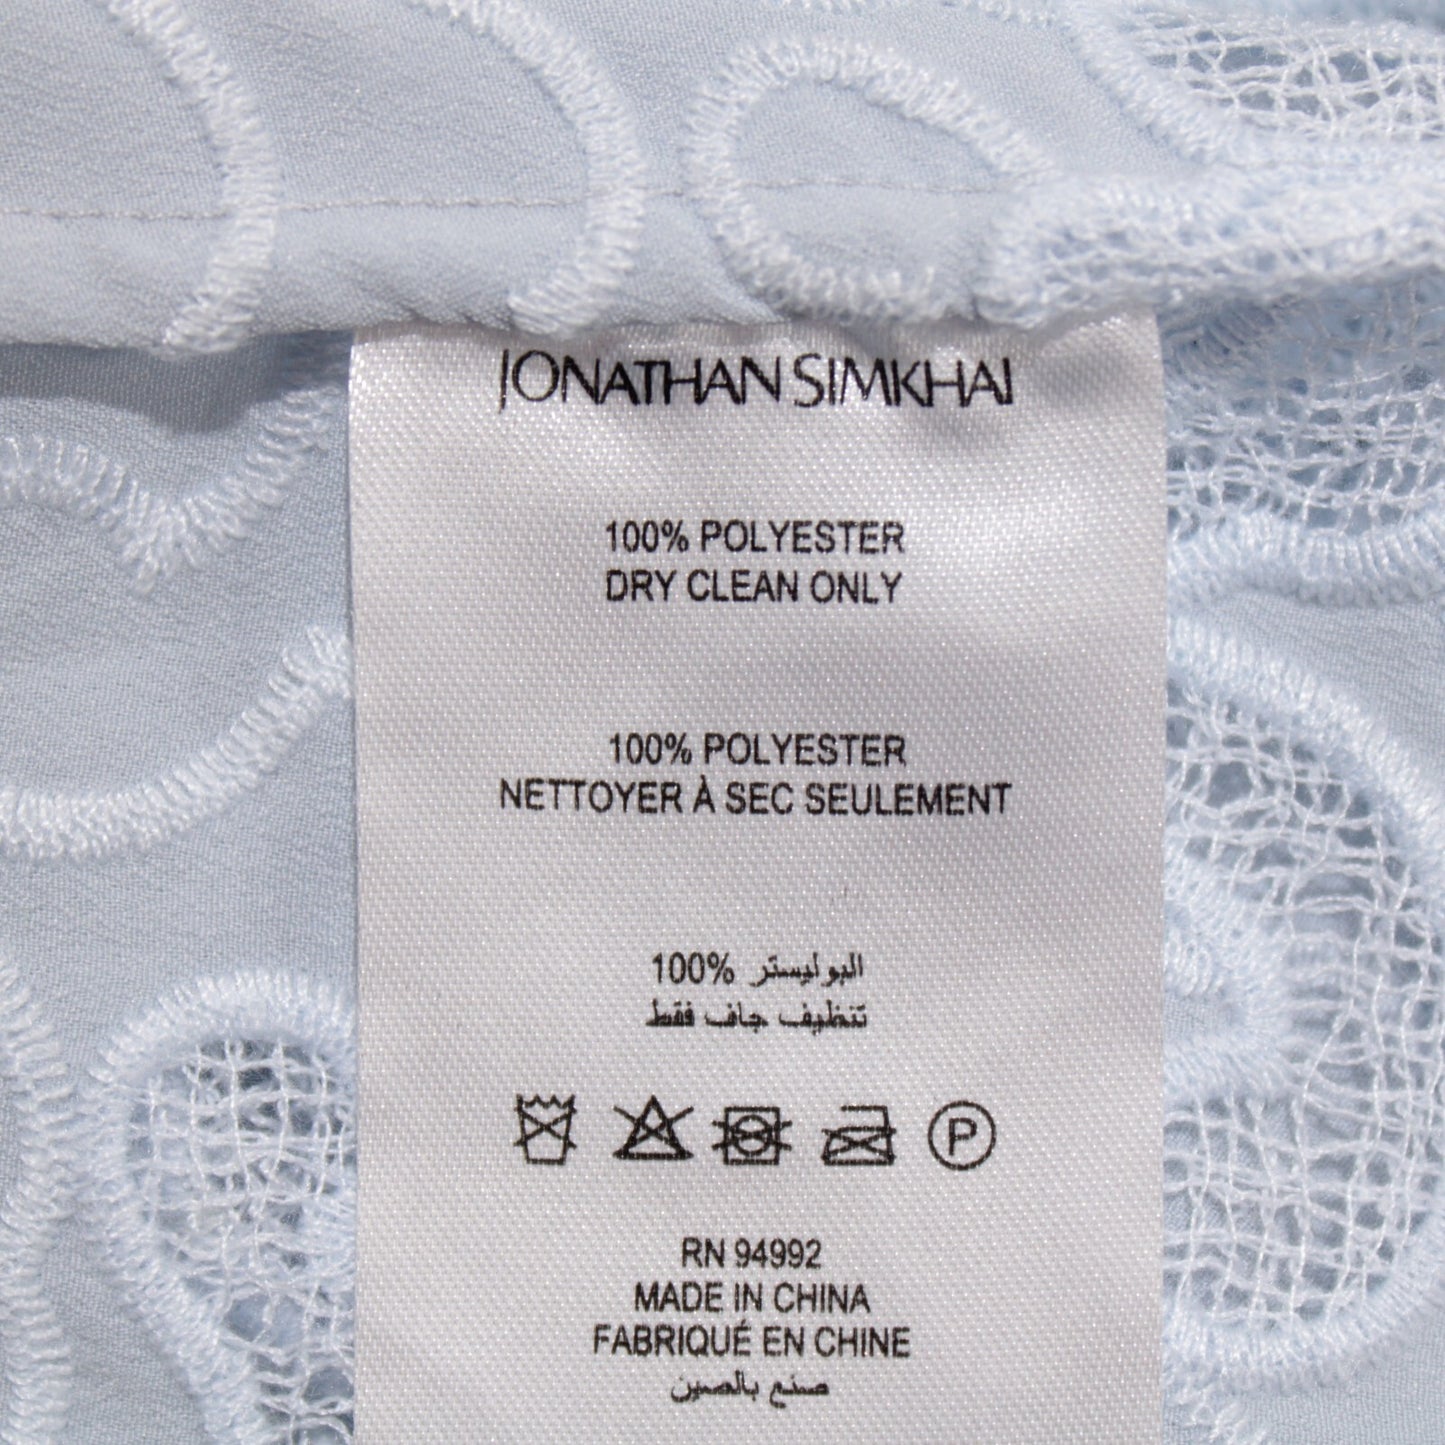 JONATHAN SIMKHAI
100% POLYESTER
DRY CLEAN ONLY
100% POLYESTER
NETTOYER À SEC SEULEMENT
البوليستر 100%
تنظيف جاف فقط
P
RN 94992
MADE IN CHINA
FABRIQUÉ EN CHINE
صنع بالصين